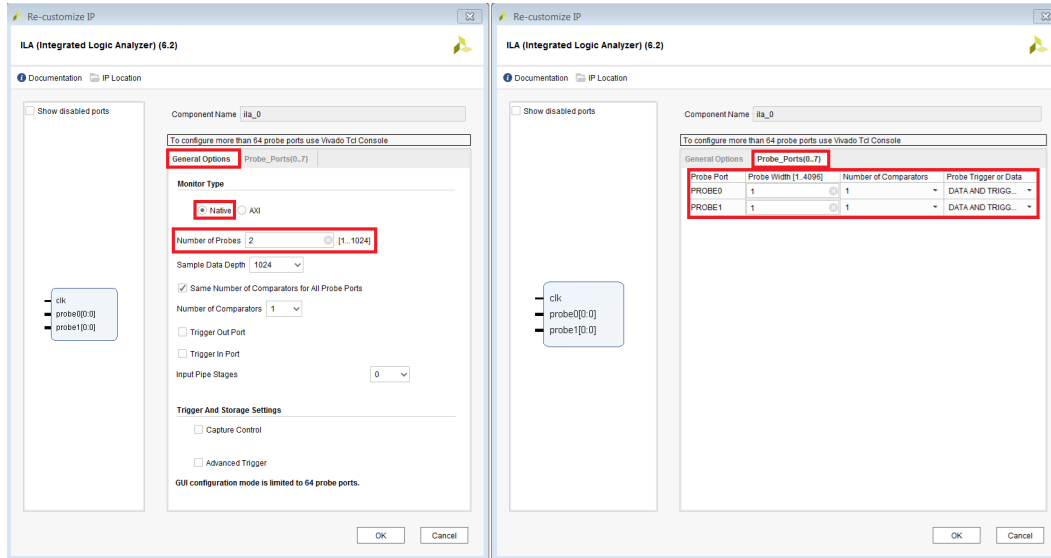 Re-customize IP
ILA (Integrated Logic Analyzer) (6.2)
Documentation IP Location
Show disabled ports
clk
probe0[0:0]
probe1[0:0]
Component Name ila_0
To configure more than 64 probe ports use Vivado Tcl Console
General Options Probe_Ports(0..7)
Monitor Type
Native AXI
Number of Probes 2 [1..1024]
Sample Data Depth 1024
Same Number of Comparators for All Probe Ports
Number of Comparators 1
Trigger Out Port
Trigger In Port
Input Pipe Stages 0
Trigger And Storage Settings
Capture Control
Advanced Trigger
GUI configuration mode is limited to 64 probe ports.
OK Cancel
Re-customize IP
ILA (Integrated Logic Analyzer) (6.2)
Documentation IP Location
Show disabled ports
clk
probe0[0:0]
probe1[0:0]
Component Name ila_0
To configure more than 64 probe ports use Vivado Tcl Console
General Options Probe_Ports(0..7)
Probe Port Probe Width [1..4096] Number of Comparators Probe Trigger or Data
PROBE0 1 1 DATA AND TRIGG...
PROBE1 1 1 DATA AND TRIGG...
OK Cancel